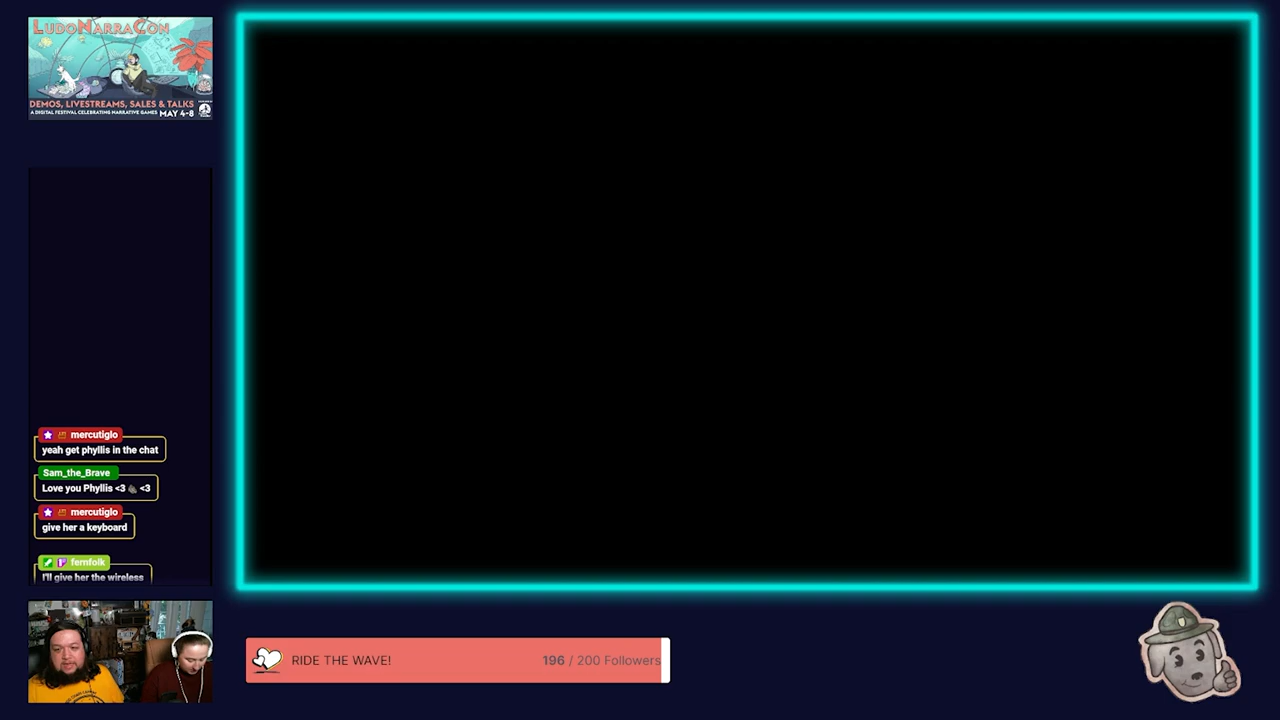 LUDONARRACON
DEMOS, LIVESTREAMS, SALES & TALKS
A DIGITAL FESTIVAL CELEBRATING NARRATIVE GAMES MAY 4-8
mercutiglo
yeah get phyllis in the chat
Sam_the_Brave
Love you Phyllis <3 <3
mercutiglo
give her a keyboard
fernfolk
I'll give her the wireless
RIDE THE WAVE! 196 / 200 Followers